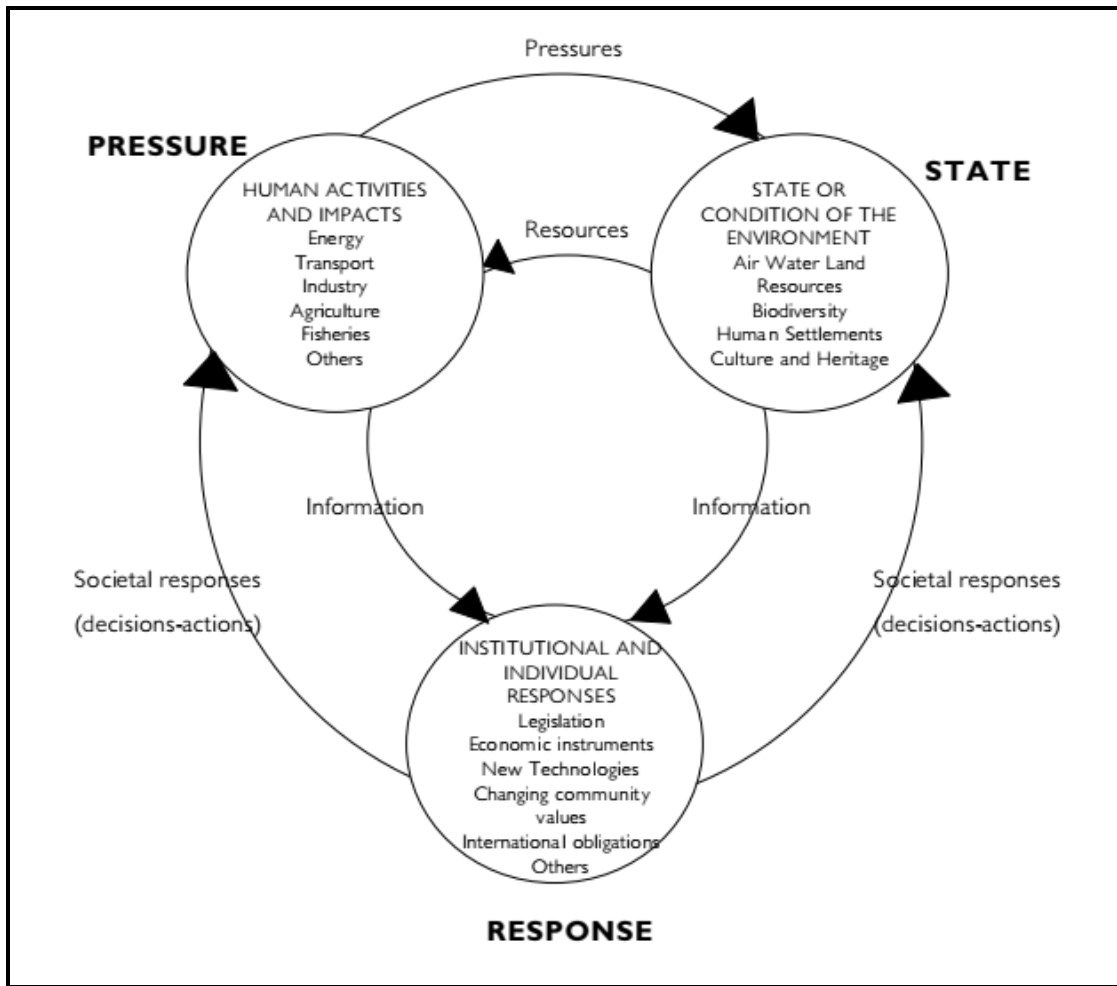 Pressures
PRESSURE
STATE
HUMAN ACTIVITIES
AND IMPACTS
Energy
Transport
Industry
Agriculture
Fisheries
Others
Resources
STATE OR
CONDITION OF THE
ENVIRONMENT
Air Water Land
Resources
Biodiversity
Human Settlements
Culture and Heritage
Information
Information
Societal responses
(decisions-actions)
Societal responses
(decisions-actions)
INSTITUTIONAL AND
INDIVIDUAL
RESPONSES
Legislation
Economic instruments
New Technologies
Changing community
values
International obligations
Others
RESPONSE